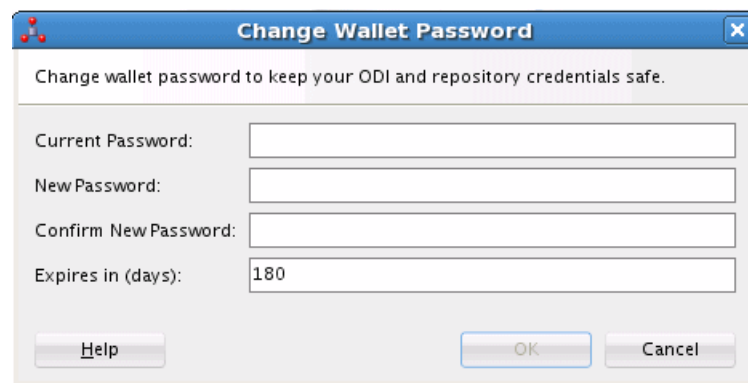 Change Wallet Password
Change wallet password to keep your ODI and repository credentials safe.
Current Password:
New Password:
Confirm New Password:
Expires in (days): 180
Help OK Cancel